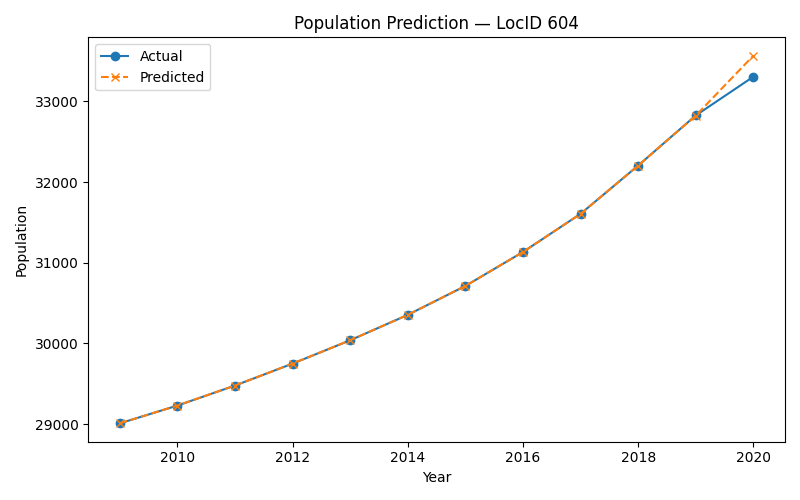 Population Prediction — LocID 604
Actual
Predicted
33000
32000
31000
30000
29000
Population
2010
2012
2014
2016
2018
2020
Year